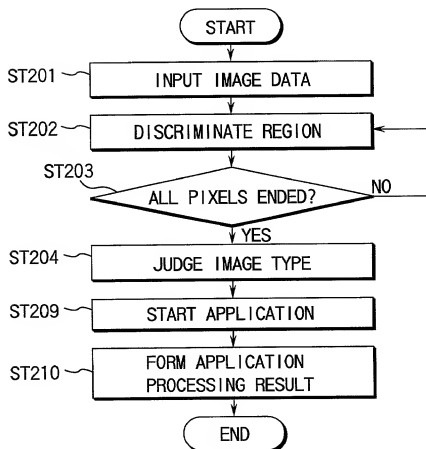 START
ST201
INPUT IMAGE DATA
ST202
DISCRIMINATE REGION
ST203
ALL PIXELS ENDED?
NO
YES
ST204
JUDGE IMAGE TYPE
ST209
START APPLICATION
ST210
FORM APPLICATION
PROCESSING RESULT
END